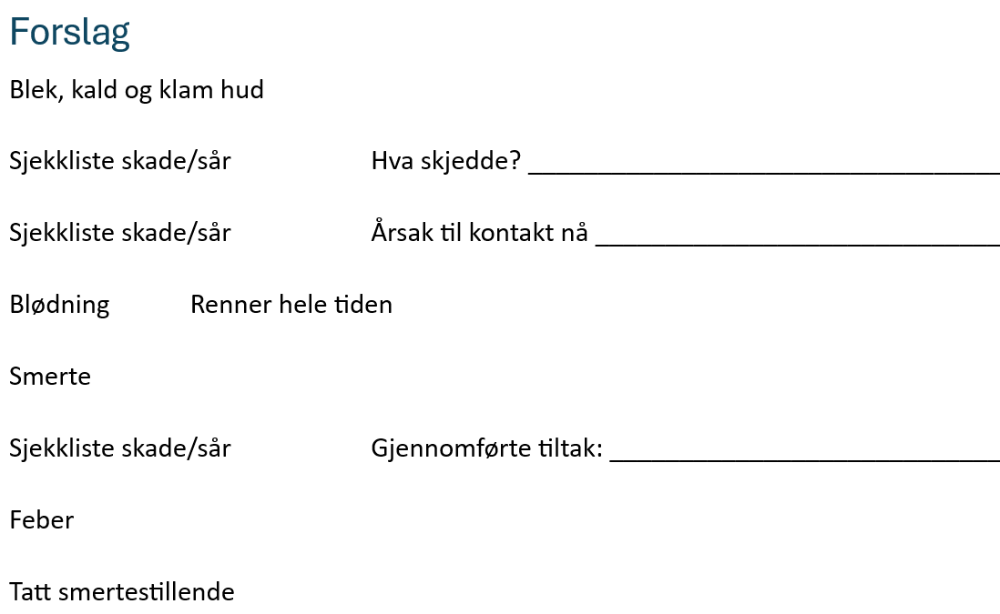 Forslag
Blek, kald og klam hud
Sjekkliste skade/sår Hva skjedde? ___________________________________
Sjekkliste skade/sår Årsak til kontakt nå ______________________________
Blødning Renner hele tiden
Smerte
Sjekkliste skade/sår Gjennomførte tiltak: _____________________________
Feber
Tatt smertestillende